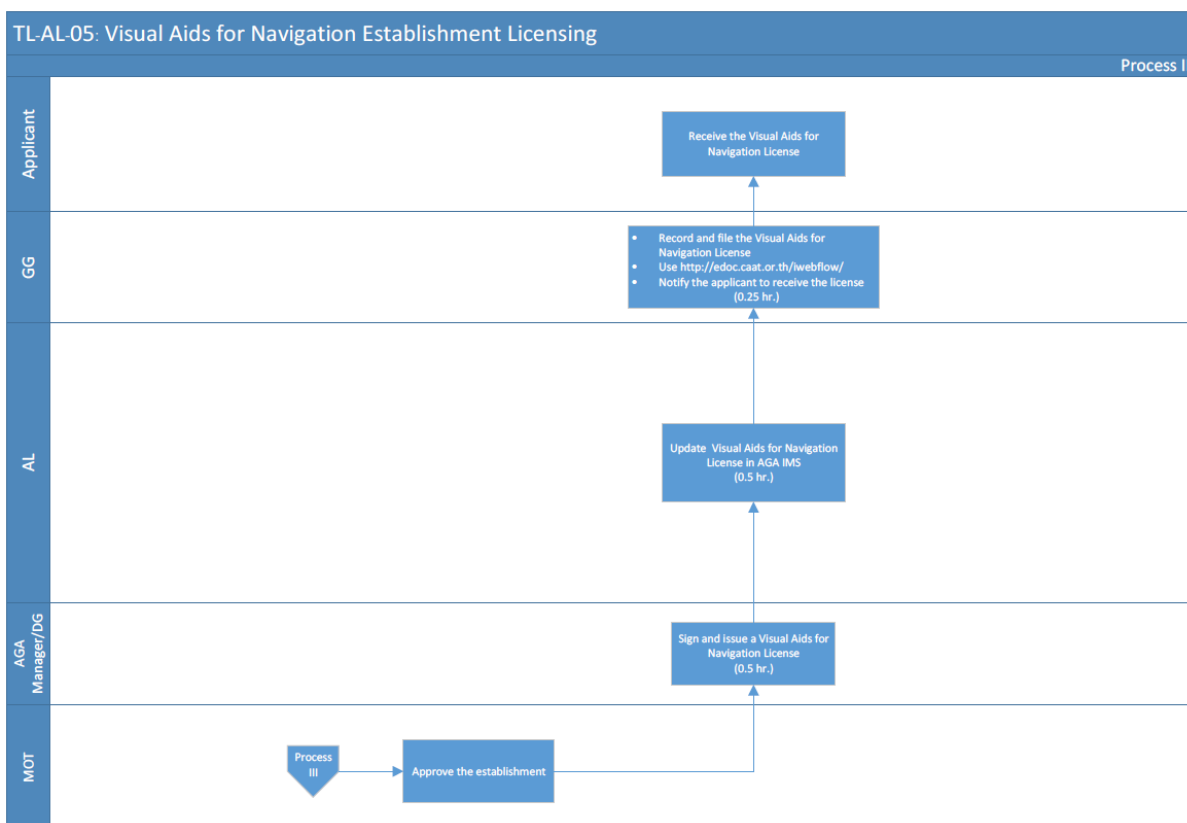 TL-AL-05: Visual Aids for Navigation Establishment Licensing
Process I
Applicant
Receive the Visual Aids for
Navigation License
GG
• Record and file the Visual Aids for
Navigation License
• Use http://edoc.caat.or.th/iwebflow/
• Notify the applicant to receive the license
(0.25 hr.)
AL
Update Visual Aids for Navigation
License in AGA IMS
(0.5 hr.)
AGA
Manager/DG
Sign and issue a Visual Aids for
Navigation License
(0.5 hr.)
MOT
Process
III
Approve the establishment